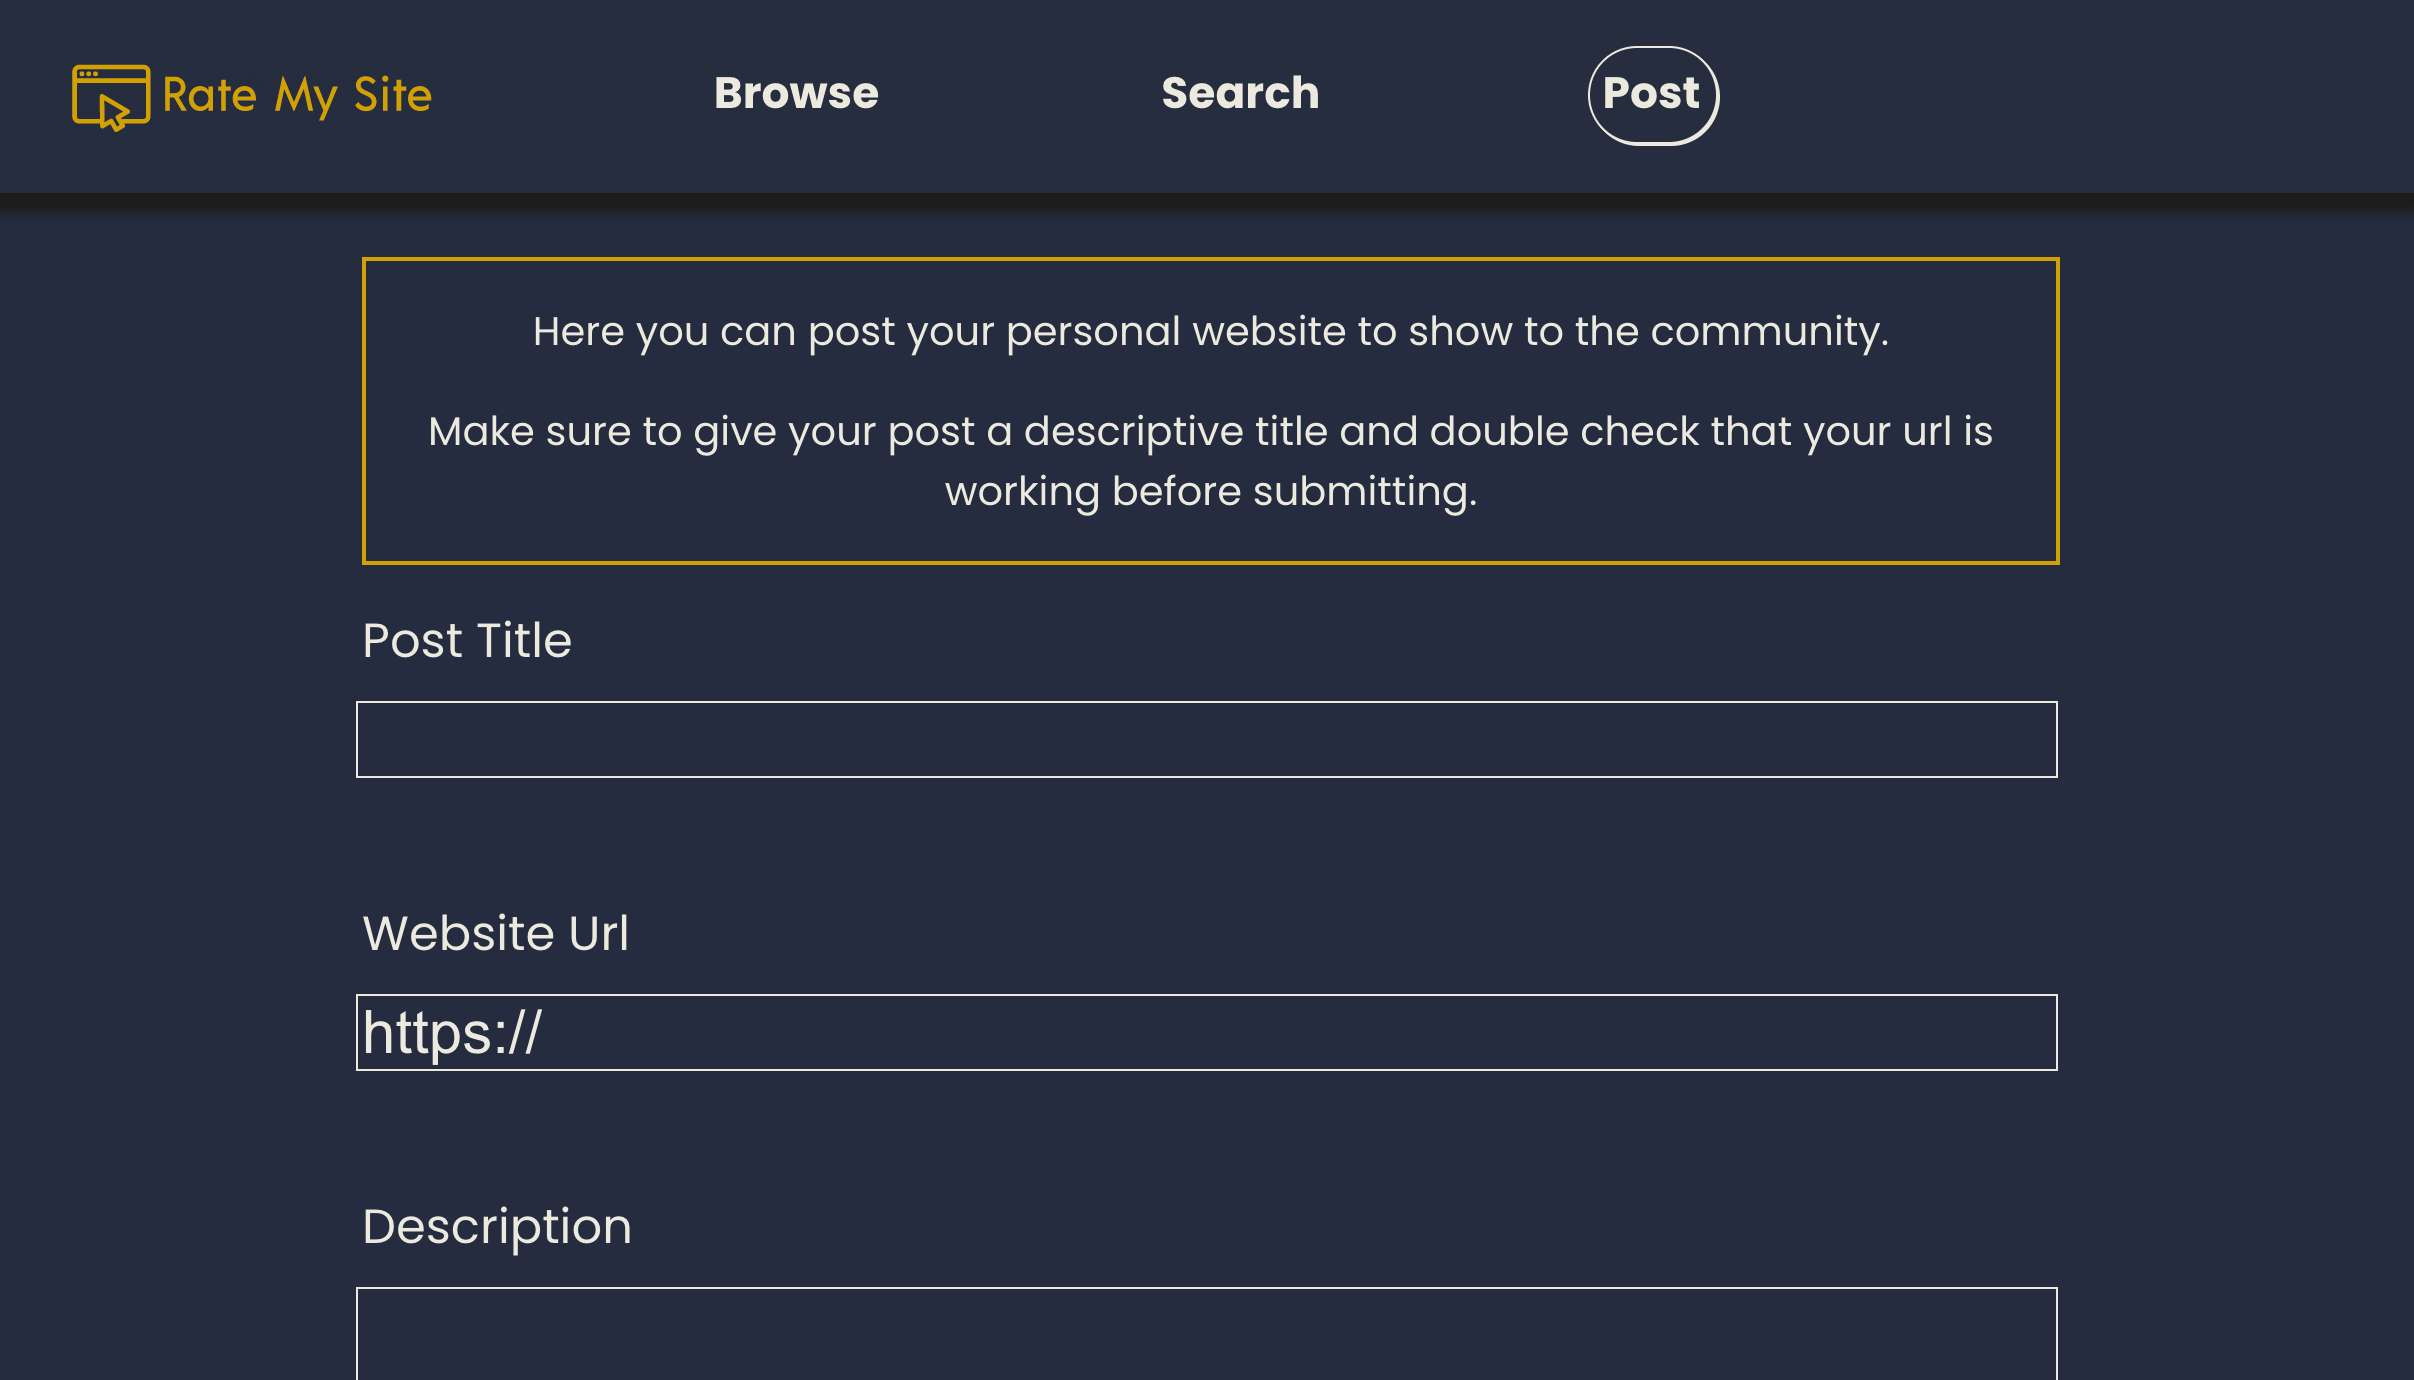 Rate My Site
Browse
Search
Post
Here you can post your personal website to show to the community.
Make sure to give your post a descriptive title and double check that your url is
working before submitting.
Post Title
Website Url
https://
Description